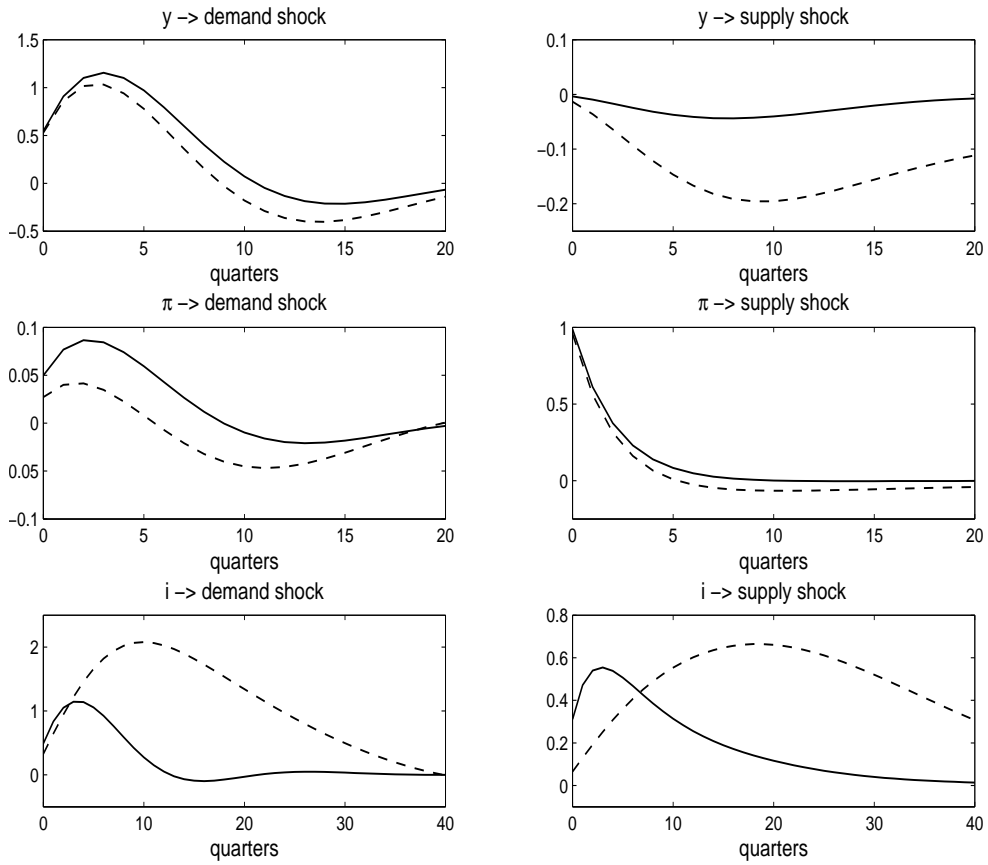 y −> demand shock
1.5
1
0.5
0
−0.5
0 5 10 15 20
quarters
y −> supply shock
0.1
0
−0.1
−0.2
0 5 10 15 20
quarters
π −> demand shock
0.1
0.05
0
0.05
−0.1
0 5 10 15 20
quarters
π −> supply shock
1
0.5
0
0 5 10 15 20
quarters
i −> demand shock
2
1
0
0 10 20 30 40
quarters
i −> supply shock
0.8
0.6
0.4
0.2
0
0 10 20 30 40
quarters